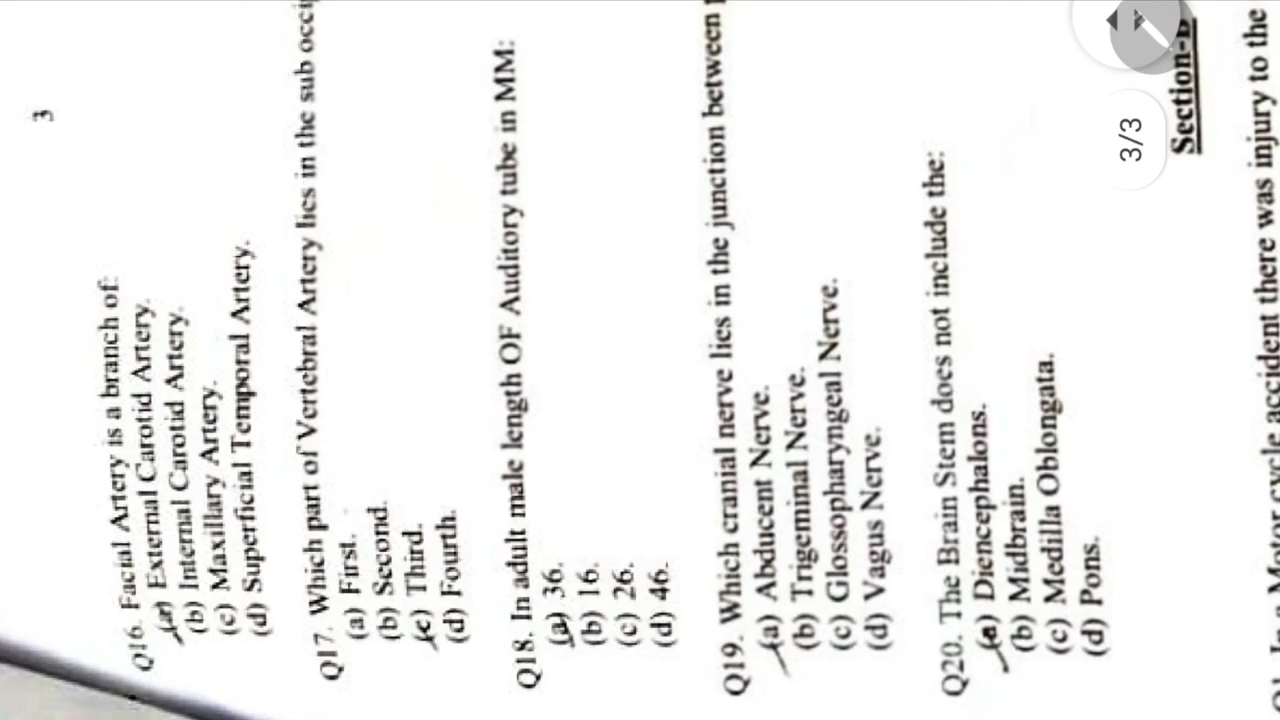 3
Q16. Facial Artery is a branch of:
(a) External Carotid Artery.
(b) Internal Carotid Artery.
(c) Maxillary Artery.
(d) Superficial Temporal Artery.
Q17. Which part of Vertebral Artery lies in the sub
(a) First.
(b) Second.
(c) Third.
(d) Fourth.
Q18. In adult male length OF Auditory tube in MM:
(a) 36.
(b) 16.
(c) 26.
(d) 46.
Q19. Which cranial nerve lies in the junction between
(a) Abducent Nerve.
(b) Trigeminal Nerve.
(c) Glossopharyngeal Nerve.
(d) Vagus Nerve.
Q20. The Brain Stem does not include the:
(a) Diencephalons.
(b) Midbrain.
(c) Medilla Oblongata.
(d) Pons.
3/3
Section-B
cycle accident there was injury to the